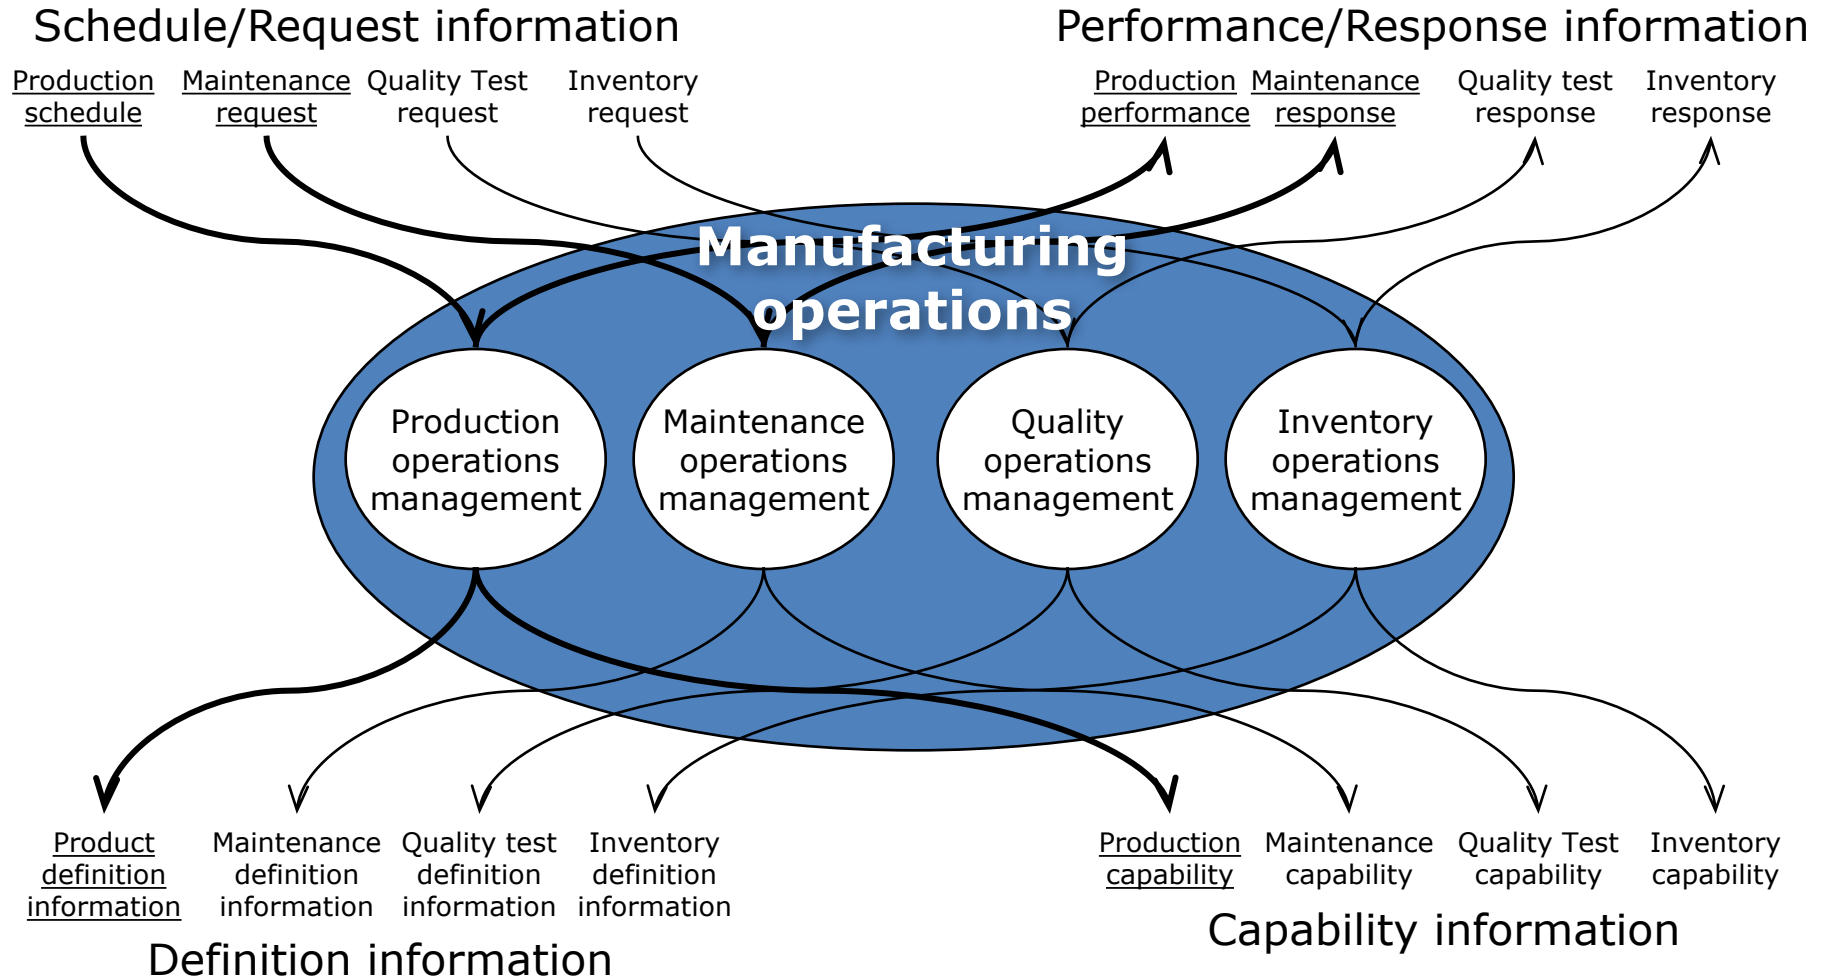 Schedule/Request information
Performance/Response information
Production
schedule
Maintenance
request
Quality Test
request
Inventory
request
Production
performance
Maintenance
response
Quality test
response
Inventory
response
Manufacturing
operations
Production
operations
management
Maintenance
operations
management
Quality
operations
management
Inventory
operations
management
Product
definition
information
Maintenance
definition
information
Quality test
definition
information
Inventory
definition
information
Definition information
Production
capability
Maintenance
capability
Quality Test
capability
Inventory
capability
Capability information